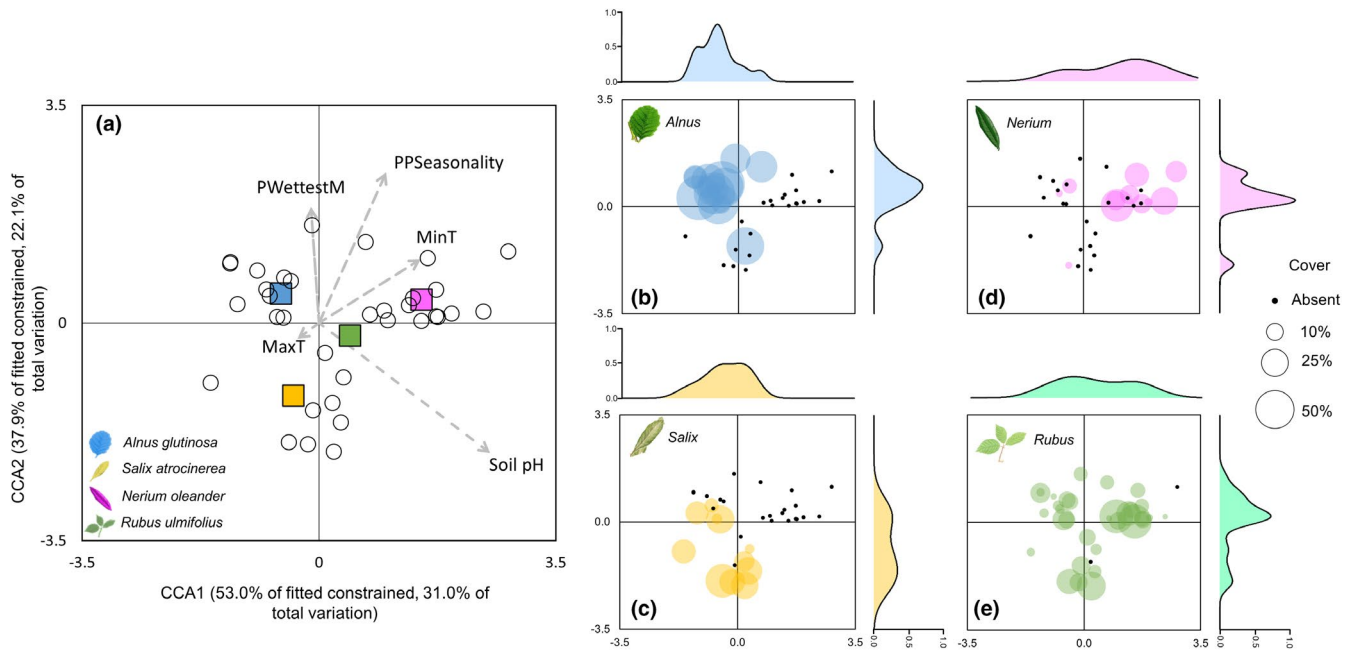 (a)
3.5
0
-3.5
CCA2 (37.9% of fitted constrained, 22.1% of
total variation)
PPSeasonality
PWettestM
MinT
MaxT
Soil pH
Alnus glutinosa
Salix atrocinerea
Nerium oleander
Rubus ulmifolius
-3.5
0
3.5
CCA1 (53.0% of fitted constrained, 31.0% of
total variation)
1.0
0.5
0.0
3.5
0.0
-3.5
Alnus
(b)
Nerium
(d)
1.0
0.5
0.0
3.5
0.0
-3.5
Salix
(c)
-3.5
0.0
3.5
0.0
0.5
1.0
Rubus
(e)
-3.5
0.0
3.5
0.0
0.5
1.0
Cover
Absent
10%
25%
50%